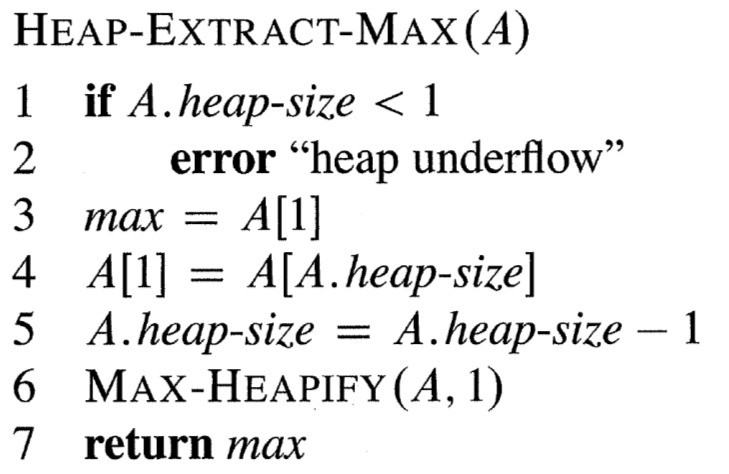 HEAP-EXTRACT-MAX(A)
1 if A.heap-size < 1
2 error “heap underflow”
3 max = A[1]
4 A[1] = A[A.heap-size]
5 A.heap-size = A.heap-size − 1
6 MAX-HEAPIFY(A, 1)
7 return max